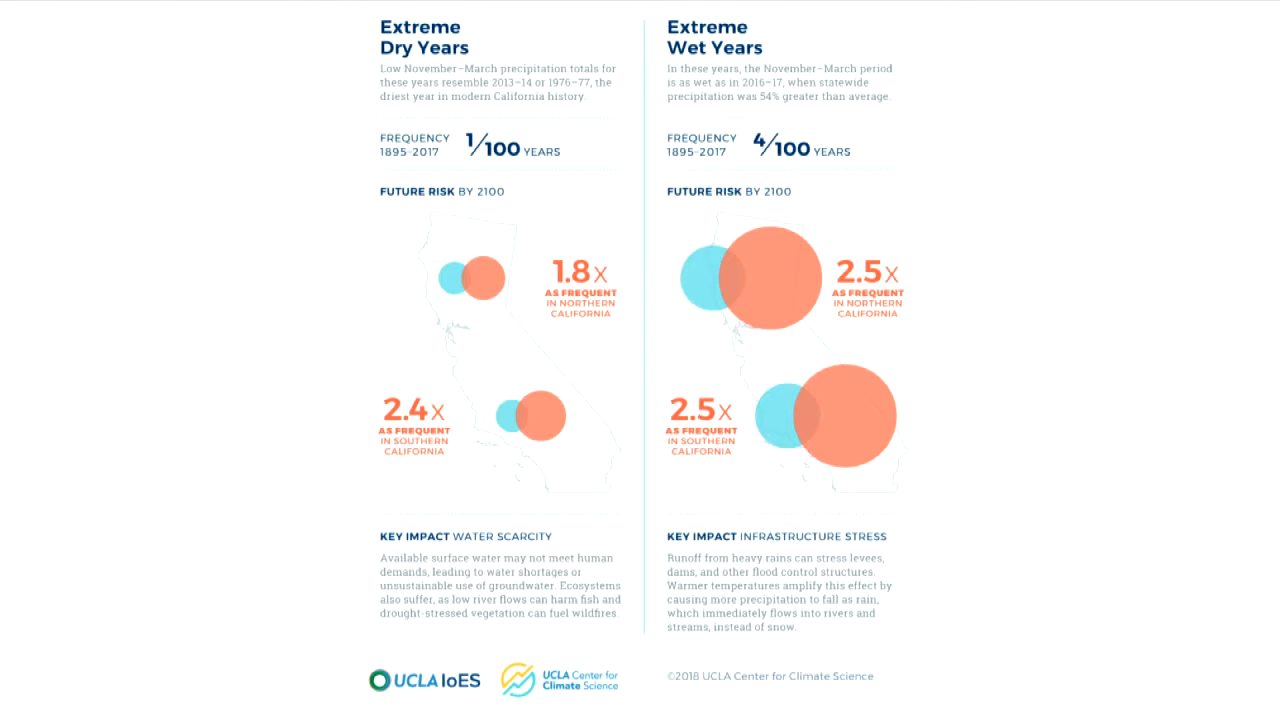 Extreme
Dry Years
Low November–March precipitation totals for
these years resemble 2013–14 or 1976–77, the
driest year in modern California history.
FREQUENCY
1895-2017
1/100 YEARS
FUTURE RISK BY 2100
1.8X
AS FREQUENT
IN NORTHERN
CALIFORNIA
2.4X
AS FREQUENT
IN SOUTHERN
CALIFORNIA
KEY IMPACT WATER SCARCITY
Available surface water may not meet human
demands, leading to water shortages or
unsustainable use of groundwater. Ecosystems
also suffer, as low river flows can harm fish and
drought-stressed vegetation can fuel wildfires.
Extreme
Wet Years
In these years, the November–March period
is as wet as in 2016–17, when statewide
precipitation was 54% greater than average.
FREQUENCY
1895-2017
4/100 YEARS
FUTURE RISK BY 2100
2.5X
AS FREQUENT
IN NORTHERN
CALIFORNIA
2.5X
AS FREQUENT
IN SOUTHERN
CALIFORNIA
KEY IMPACT INFRASTRUCTURE STRESS
Runoff from heavy rains can stress levees,
dams, and other flood control structures.
Warmer temperatures amplify this effect by
causing more precipitation to fall as rain,
which immediately flows into rivers and
streams, instead of snow.
UCLA IoES
UCLA Center for
Climate Science
©2018 UCLA Center for Climate Science